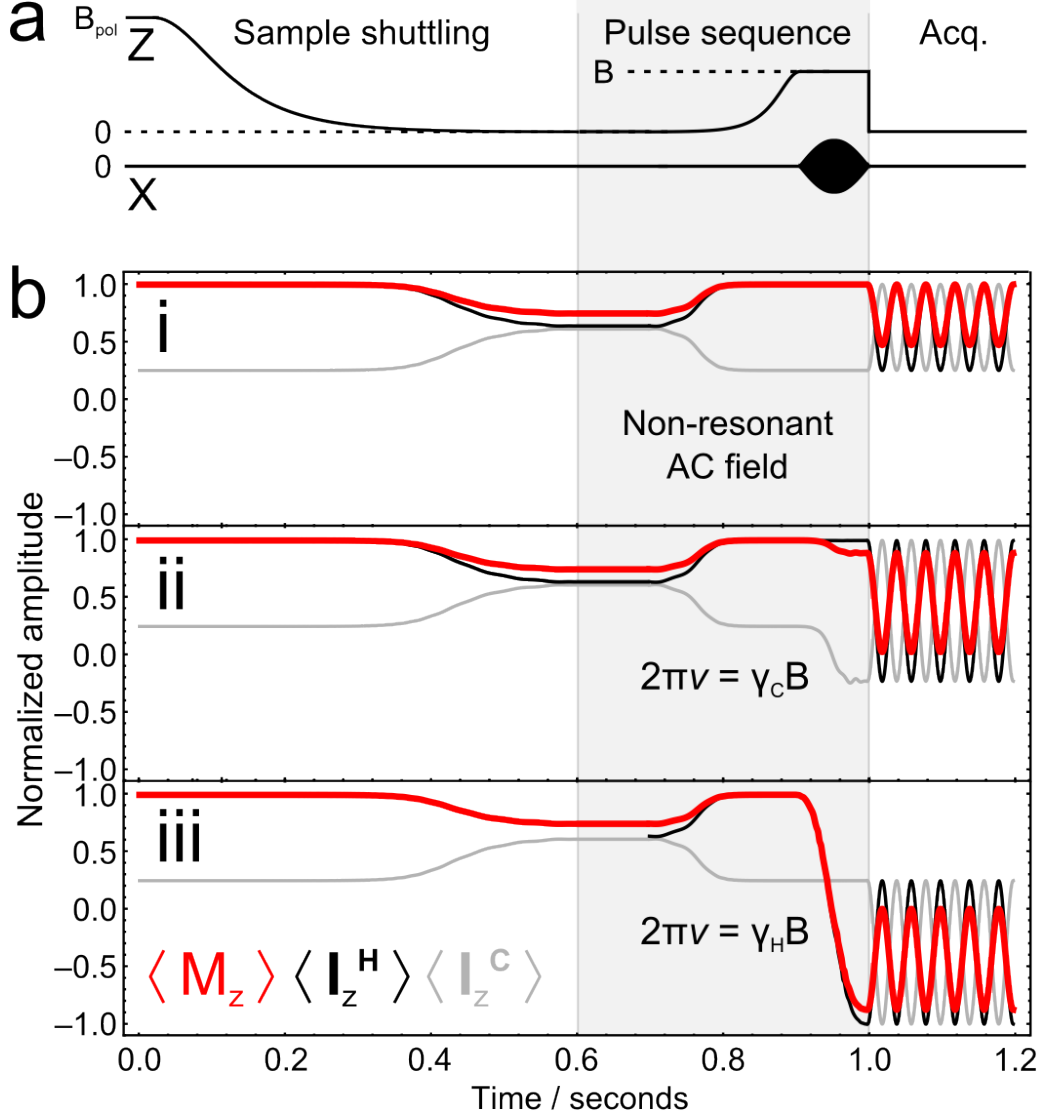 a
B_pol
Z
Sample shuttling
Pulse sequence
Acq.
B
0
0
X
b
Normalized amplitude
1.0
0.5
0.0
−0.5
−1.0
i
Non-resonant
AC field
1.0
0.5
0.0
−0.5
−1.0
ii
2πν = γ_C B
1.0
0.5
0.0
−0.5
−1.0
iii
2πν = γ_H B
⟨M_z⟩ ⟨I_z^H⟩ ⟨I_z^C⟩
0.0 0.2 0.4 0.6 0.8 1.0 1.2
Time / seconds